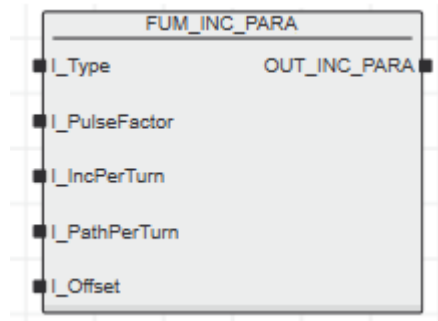 FUM_INC_PARA
I_Type OUT_INC_PARA
I_PulseFactor
I_IncPerTurn
I_PathPerTurn
I_Offset